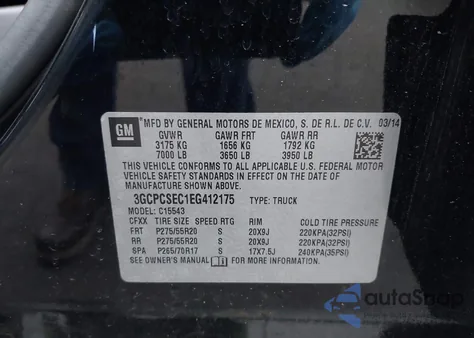 GM
MFD BY GENERAL MOTORS DE MEXICO, S. DE R.L. DE C.V. 03/14
GVWR GAWR FRT GAWR RR
3175 KG 1656 KG 1792 KG
7000 LB 3650 LB 3950 LB
THIS VEHICLE CONFORMS TO ALL APPLICABLE U.S. FEDERAL MOTOR
VEHICLE SAFETY STANDARDS IN EFFECT ON THE DATE OF
MANUFACTURE SHOWN ABOVE.
3GCPCSEC1EG412175 TYPE: TRUCK
MODEL: C15543
CFXX TIRE SIZE SPEED RTG RIM COLD TIRE PRESSURE
FRT P275/55R20 S 20X9J 220KPA(32PSI)
RR P275/55R20 S 20X9J 220KPA(32PSI)
SPA P265/70R17 S 17X7.5J 240KPA(35PSI)
SEE OWNER'S MANUAL FOR MORE INFORMATION.
autoSnap